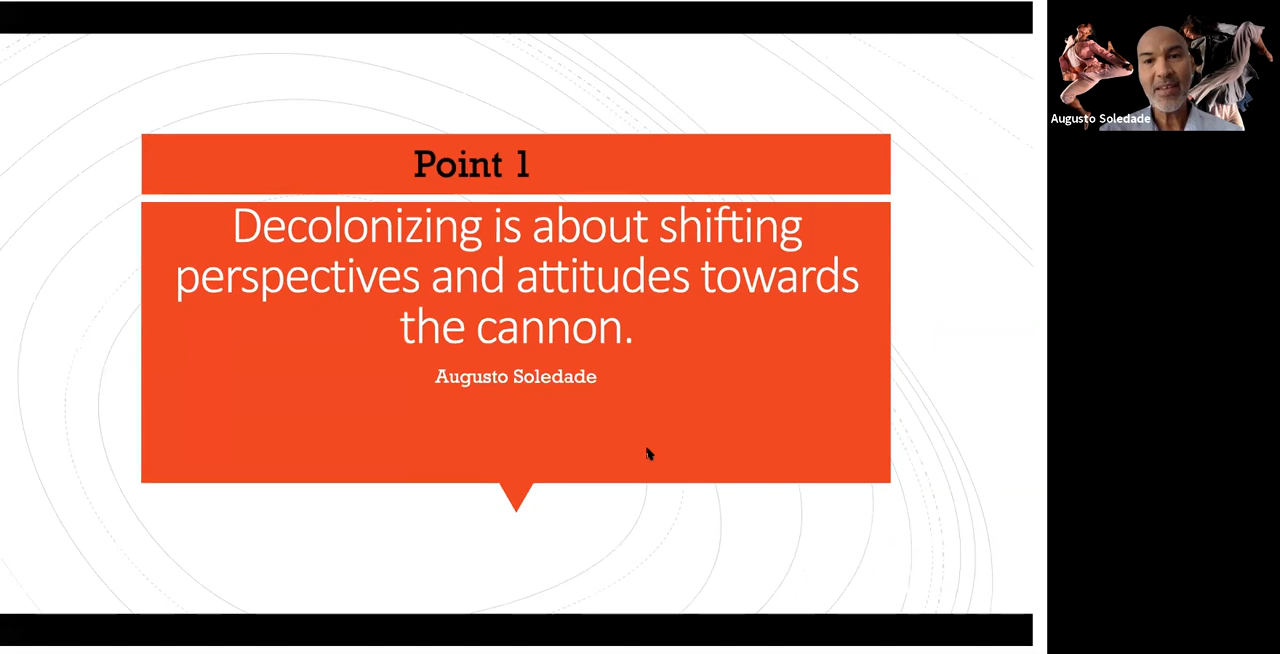 Point 1
Decolonizing is about shifting
perspectives and attitudes towards
the cannon.
Augusto Soledade
Augusto Soledade